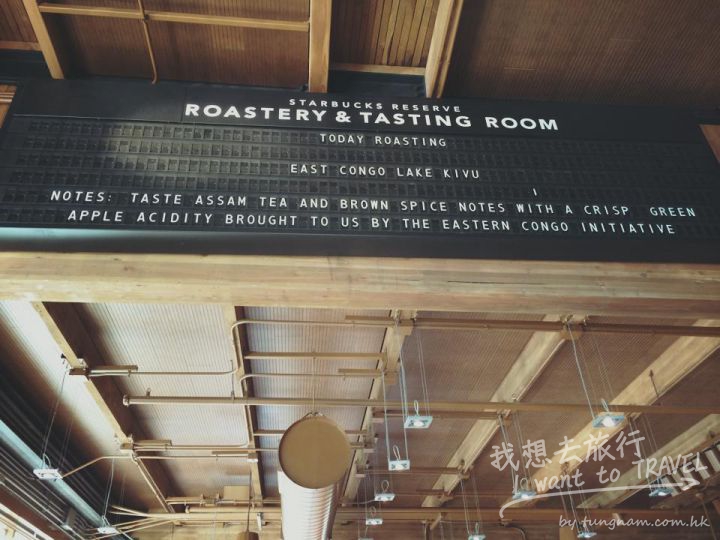 STARBUCKS RESERVE
ROASTERY & TASTING ROOM
TODAY ROASTING
EAST CONGO LAKE KIVU
NOTES: TASTE ASSAM TEA AND BROWN SPICE NOTES WITH A CRISP GREEN
APPLE ACIDITY BROUGHT TO US BY THE EASTERN CONGO INITIATIVE
我想去旅行
I want to TRAVEL
by tungnam.com.hk